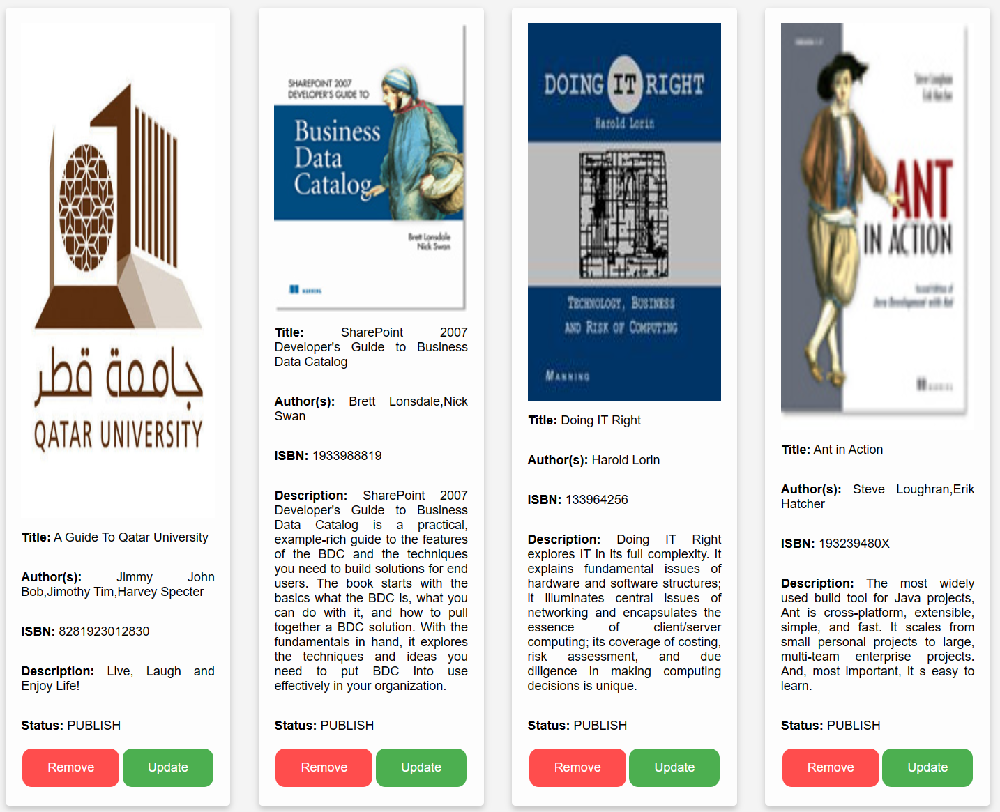 جامعة قطر
QATAR UNIVERSITY
Title: A Guide To Qatar University
Author(s): Jimmy John
Bob,Jimothy Tim,Harvey Specter
ISBN: 8281923012830
Description: Live, Laugh and
Enjoy Life!
Status: PUBLISH
Remove
Update
SHAREPOINT 2007
DEVELOPER'S GUIDE TO
Business
Data
Catalog
Brett Lonsdale
Nick Swan
MANNING
Title: SharePoint 2007
Developer's Guide to Business
Data Catalog
Author(s): Brett Lonsdale,Nick
Swan
ISBN: 1933988819
Description: SharePoint 2007
Developer's Guide to Business
Data Catalog is a practical,
example-rich guide to the features
of the BDC and the techniques
you need to build solutions for end
users. The book starts with the
basics what the BDC is, what you
can do with it, and how to pull
together a BDC solution. With the
fundamentals in hand, it explores
the techniques and ideas you
need to put BDC into use
effectively in your organization.
Status: PUBLISH
Remove
Update
DOING IT RIGHT
Harold Lorin
TECHNOLOGY, BUSINESS
AND RISK OF COMPUTING
MANNING
Title: Doing IT Right
Author(s): Harold Lorin
ISBN: 133964256
Description: Doing IT Right
explores IT in its full complexity. It
explains fundamental issues of
hardware and software structures;
it illuminates central issues of
networking and encapsulates the
essence of client/server
computing; its coverage of costing,
risk assessment, and due
diligence in making computing
decisions is unique.
Status: PUBLISH
Remove
Update
Steve Loughran
Erik Hatcher
ANT
IN ACTION
Second Edition of
Java Development with Ant
MANNING
Title: Ant in Action
Author(s): Steve Loughran,Erik
Hatcher
ISBN: 193239480X
Description: The most widely
used build tool for Java projects,
Ant is cross-platform, extensible,
simple, and fast. It scales from
small personal projects to large,
multi-team enterprise projects.
And, most important, it s easy to
learn.
Status: PUBLISH
Remove
Update